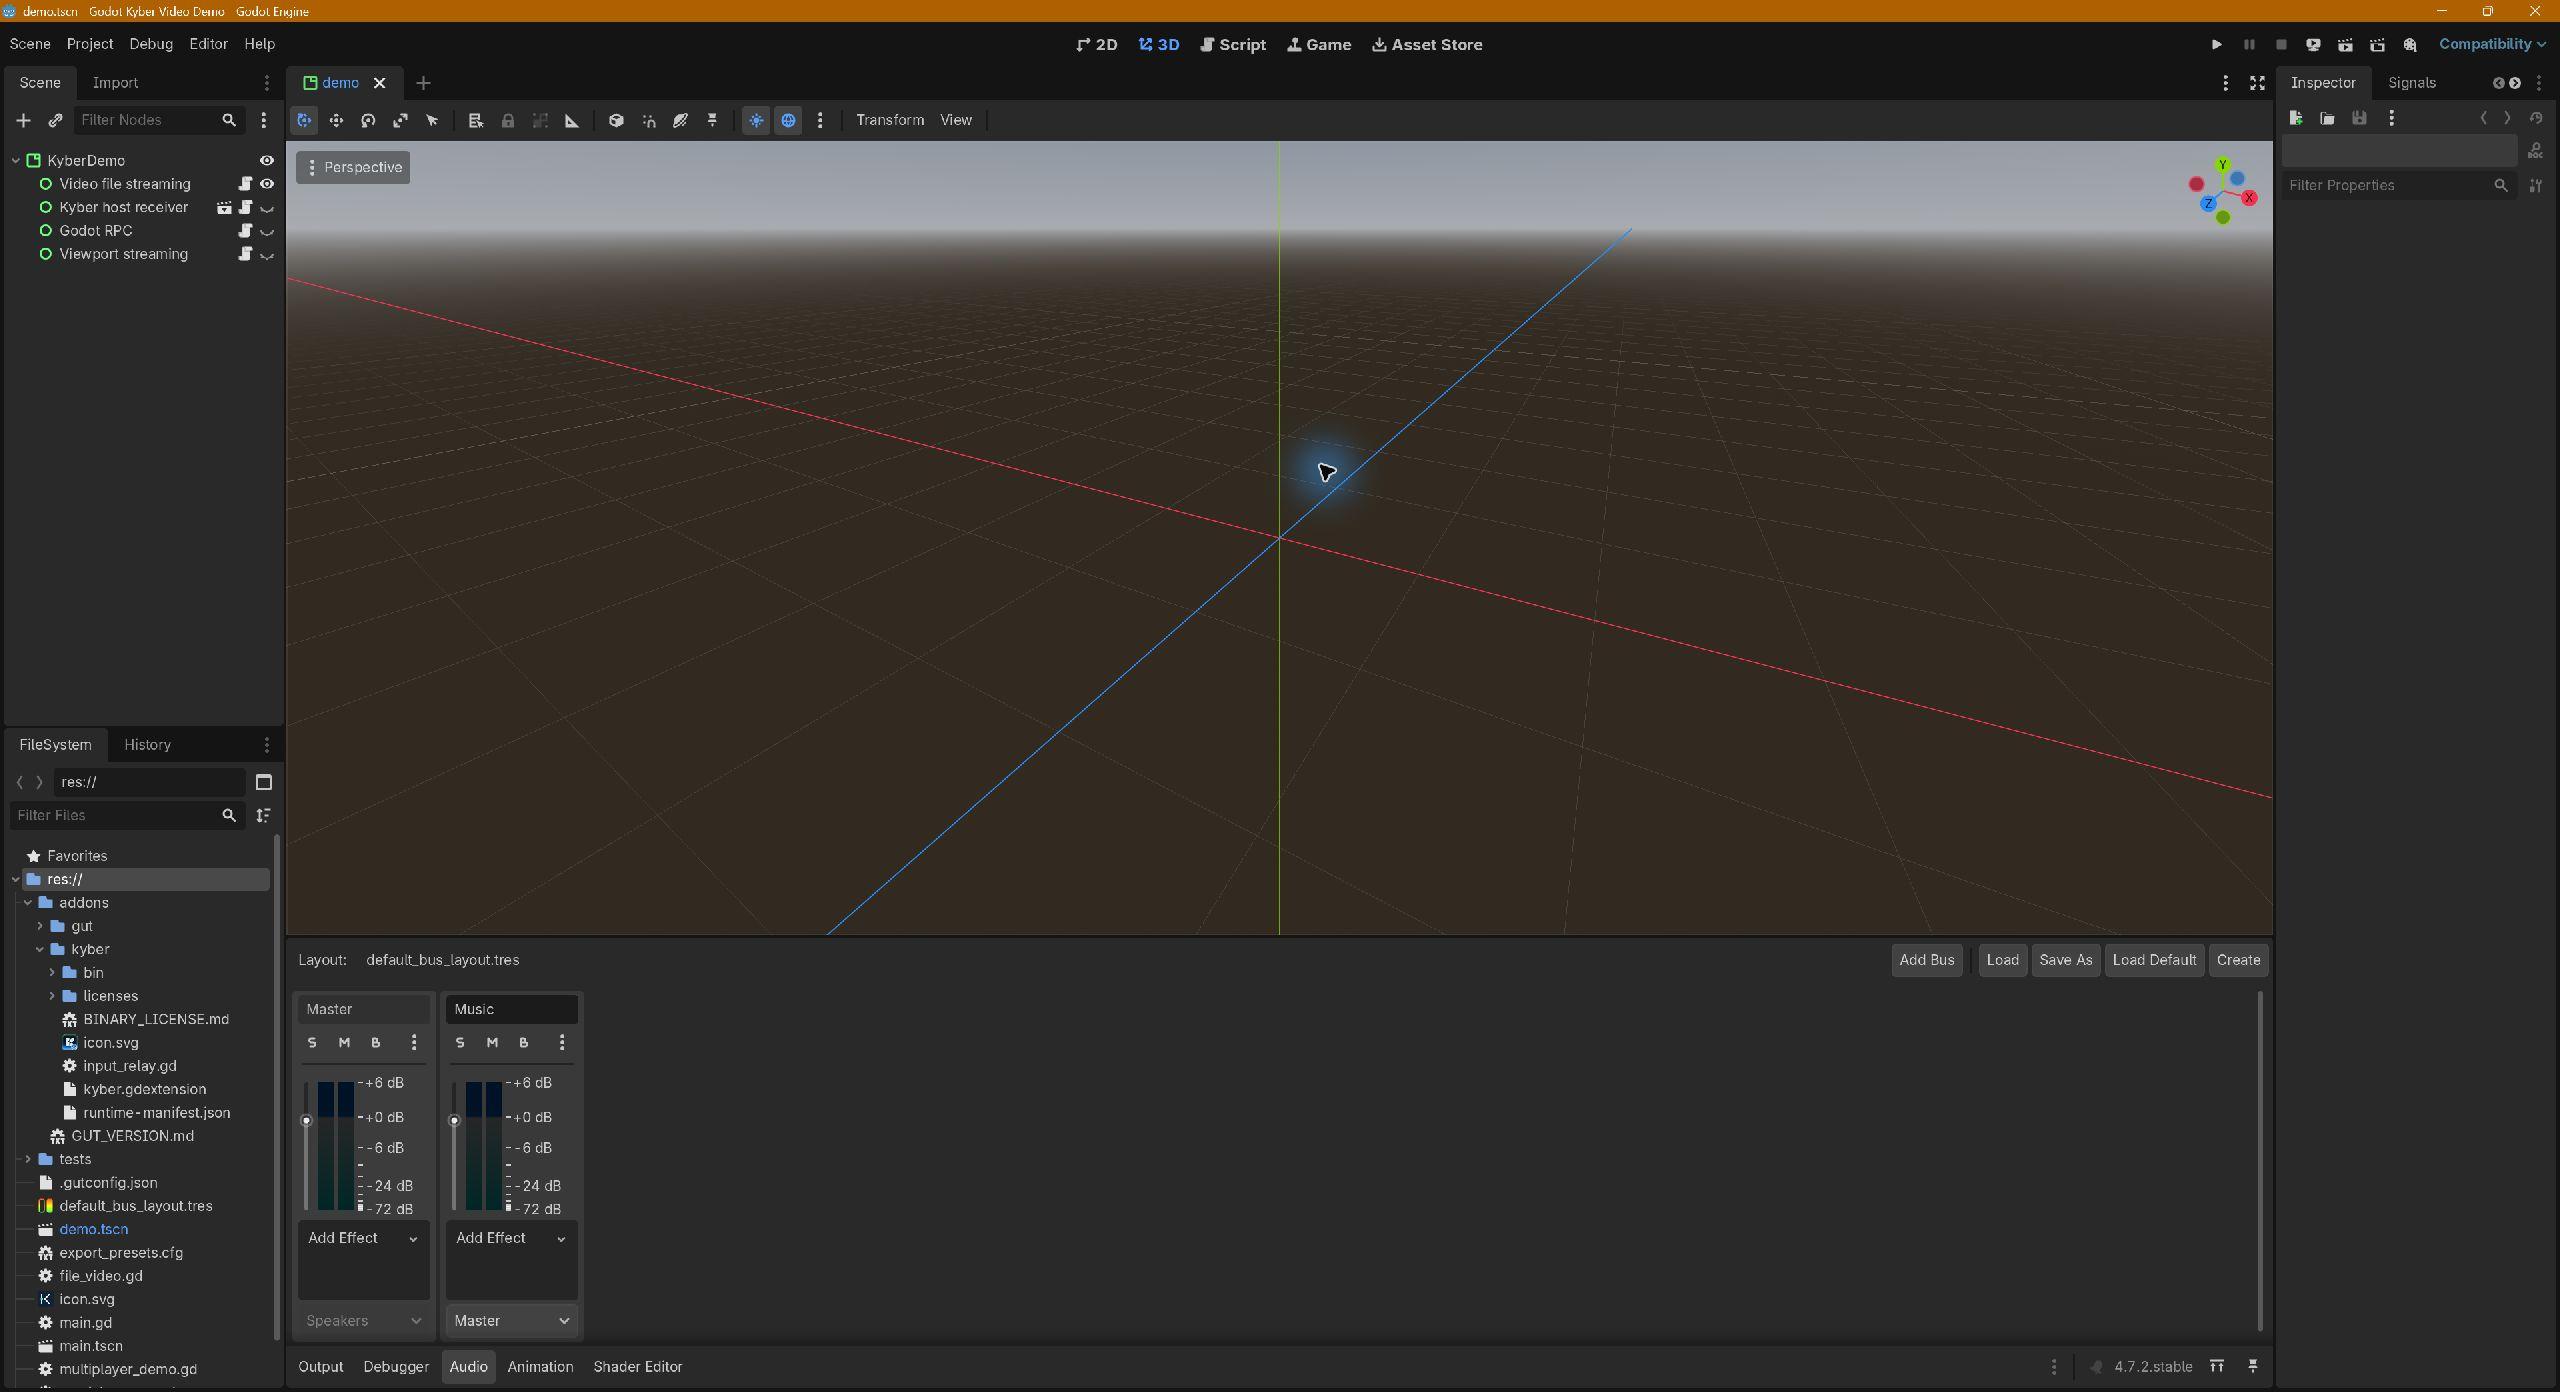 demo.tscn - Godot Kyber Video Demo - Godot Engine
Scene Project Debug Editor Help
2D 3D Script Game Asset Store
Compatibility
Scene Import
demo
Inspector Signals
Filter Nodes
Transform View
KyberDemo
Video file streaming
Kyber host receiver
Godot RPC
Viewport streaming
Perspective
Y
X
Z
Filter Properties
FileSystem History
res://
Filter Files
Favorites
res://
addons
gut
kyber
bin
licenses
BINARY_LICENSE.md
icon.svg
input_relay.gd
kyber.gdextension
runtime-manifest.json
GUT_VERSION.md
tests
.gutconfig.json
default_bus_layout.tres
demo.tscn
export_presets.cfg
file_video.gd
icon.svg
main.gd
main.tscn
multiplayer_demo.gd
Layout: default_bus_layout.tres
Add Bus Load Save As Load Default Create
Master
S M B
+6 dB
+0 dB
-6 dB
-24 dB
-72 dB
Add Effect
Speakers
Music
S M B
+6 dB
+0 dB
-6 dB
-24 dB
-72 dB
Add Effect
Master
Output Debugger Audio Animation Shader Editor
4.7.2.stable